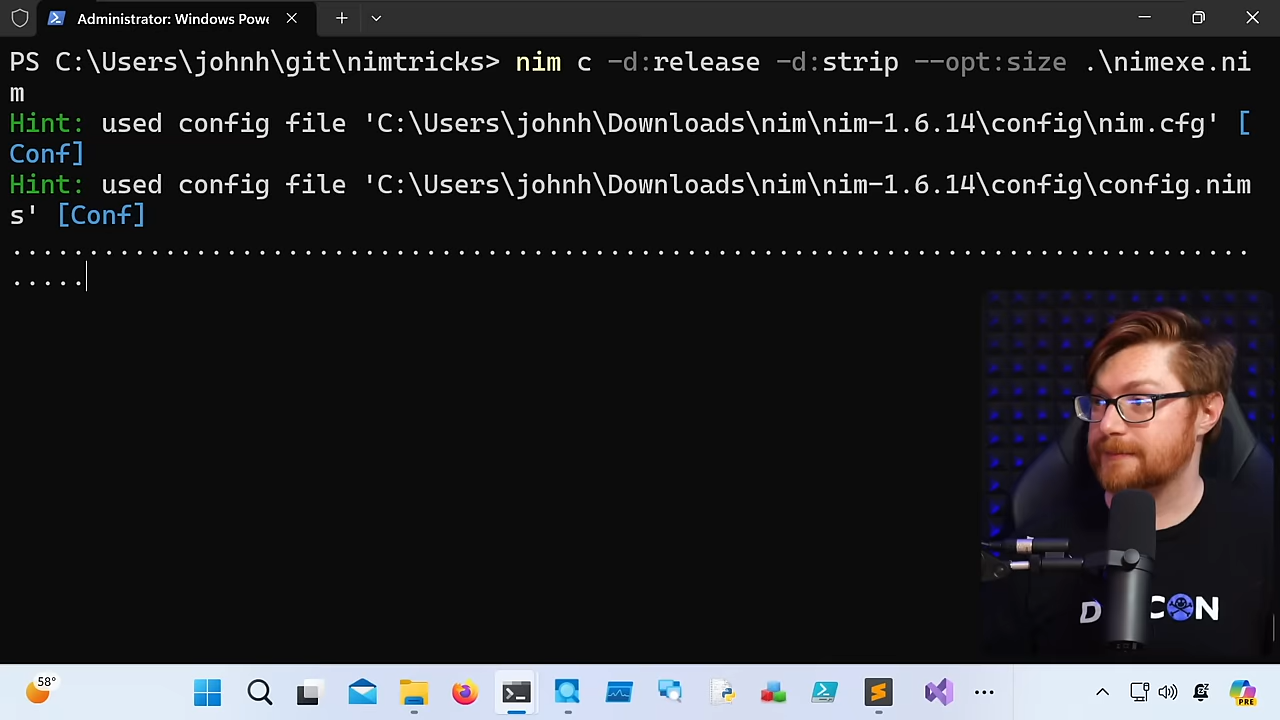 Administrator: Windows Powe
PS C:\Users\johnh\git\nimtricks> nim c -d:release -d:strip --opt:size .\nimexe.ni
m
Hint: used config file 'C:\Users\johnh\Downloads\nim\nim-1.6.14\config\nim.cfg' [
Conf]
Hint: used config file 'C:\Users\johnh\Downloads\nim\nim-1.6.14\config\config.nim
s' [Conf]
.................................................................................
.....
58°
PRE